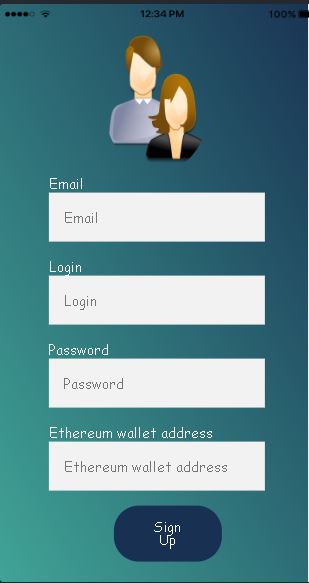 12:34 PM
100%
Email
Email
Login
Login
Password
Password
Ethereum wallet address
Ethereum wallet address
Sign
Up